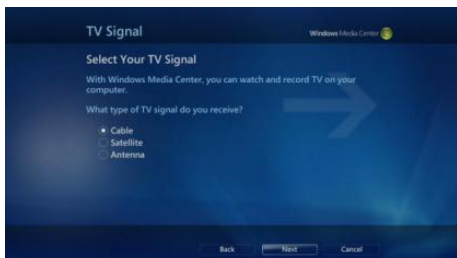 TV Signal
Windows Media Center
Select Your TV Signal
With Windows Media Center, you can watch and record TV on your
computer.
What type of TV signal do you receive?
Cable
Satellite
Antenna
Back Next Cancel